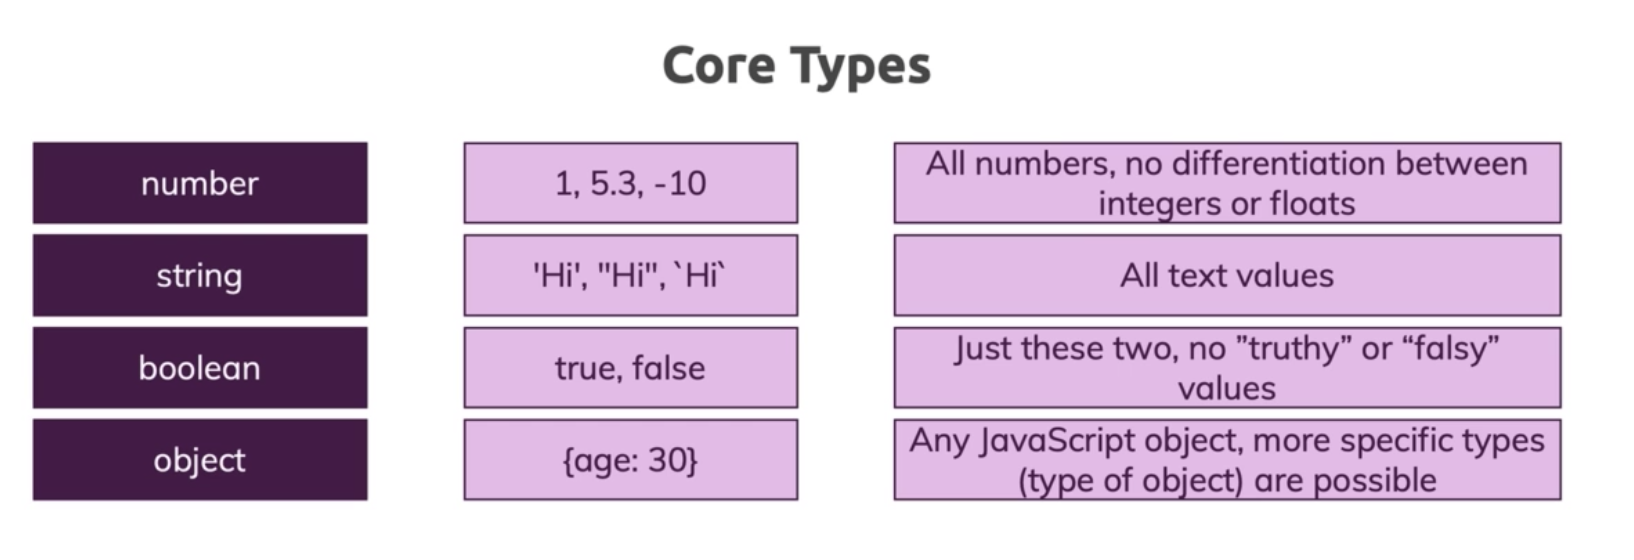 Core Types
number
1, 5.3, -10
All numbers, no differentiation between
integers or floats
string
'Hi', "Hi", `Hi`
All text values
boolean
true, false
Just these two, no ”truthy” or “falsy”
values
object
{age: 30}
Any JavaScript object, more specific types
(type of object) are possible